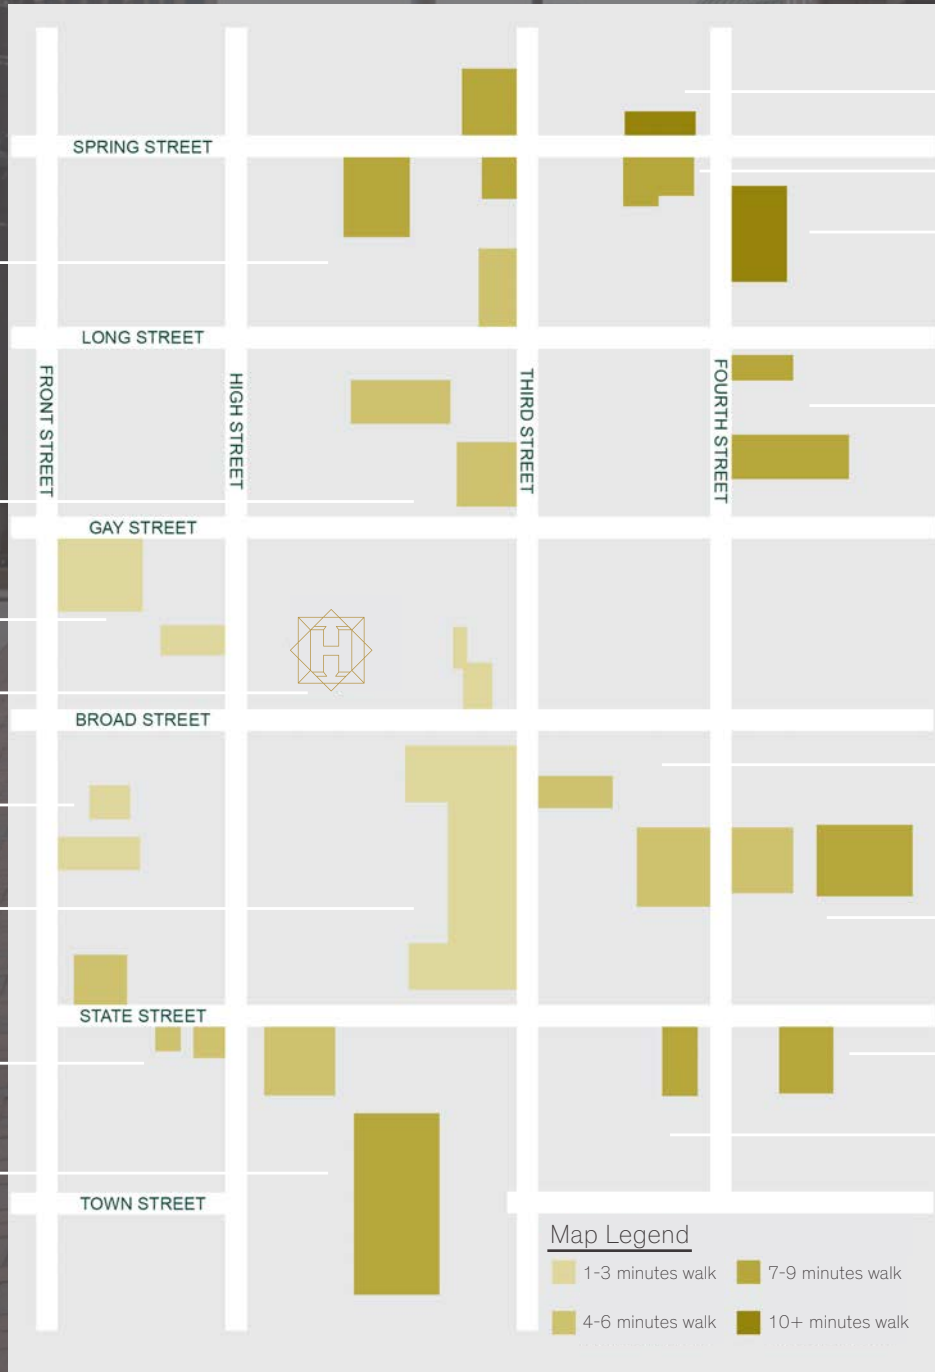 SPRING STREET
LONG STREET
FRONT STREET
HIGH STREET
THIRD STREET
FOURTH STREET
GAY STREET
H
BROAD STREET
STATE STREET
TOWN STREET
Map Legend
1-3 minutes walk
7-9 minutes walk
4-6 minutes walk
10+ minutes walk